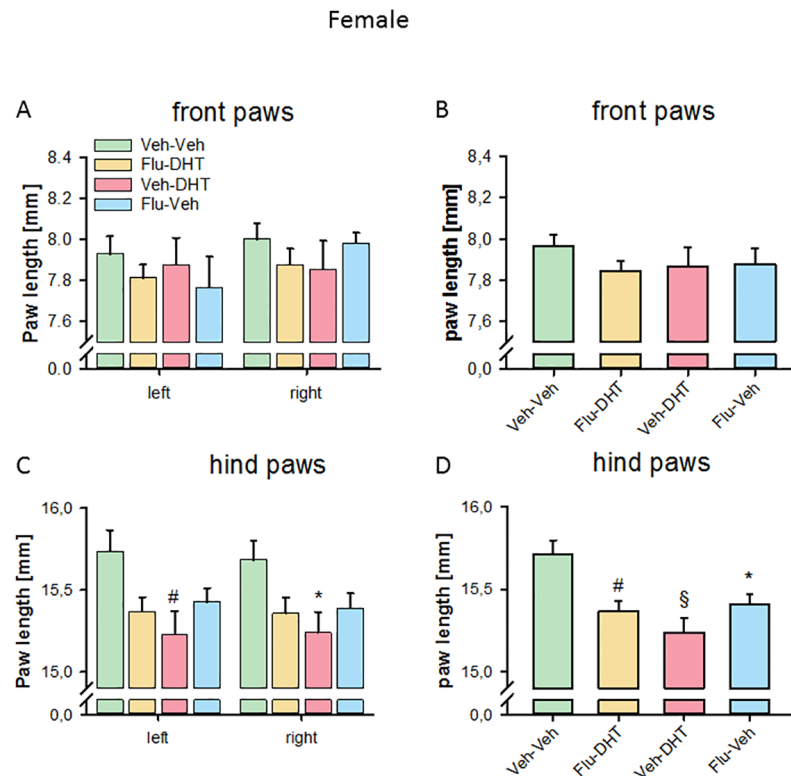 Female
A
front paws
Veh-Veh
Flu-DHT
Veh-DHT
Flu-Veh
Paw length [mm]
8.4
8.2
8.0
7.8
7.6
0.0
left
right
B
front paws
paw length [mm]
8,4
8,2
8,0
7,8
7,6
0,0
Veh-Veh
Flu-DHT
Veh-DHT
Flu-Veh
C
hind paws
Paw length [mm]
16,0
15,5
15,0
0,0
#
*
left
right
D
hind paws
paw length [mm]
16,0
15,5
15,0
0,0
#
§
*
Veh-Veh
Flu-DHT
Veh-DHT
Flu-Veh